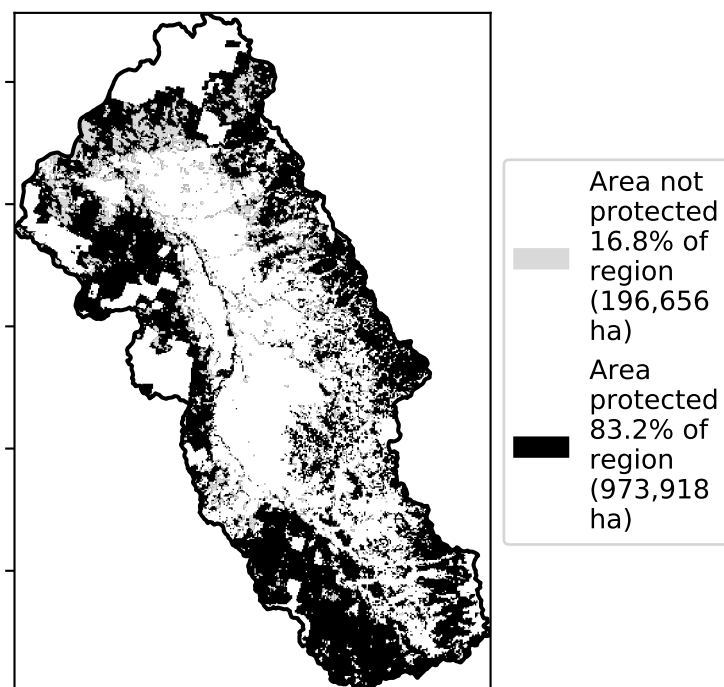 Area not
protected
16.8% of
region
(196,656
ha)
Area
protected
83.2% of
region
(973,918
ha)